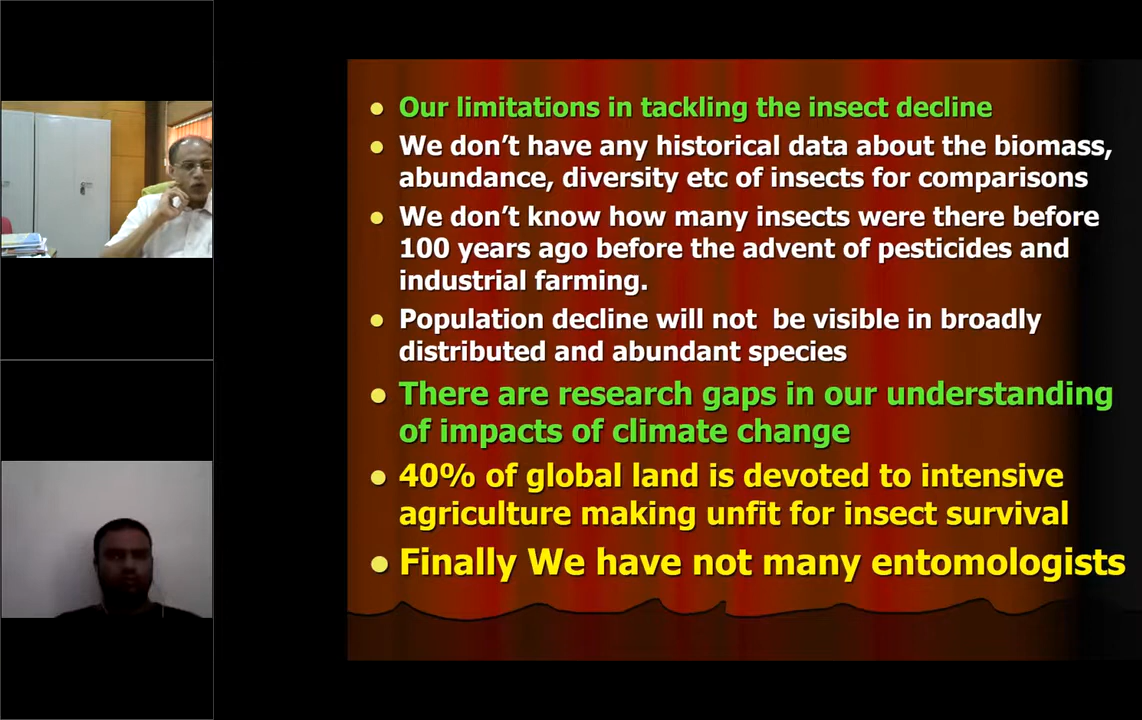 Our limitations in tackling the insect decline
We don't have any historical data about the biomass,
abundance, diversity etc of insects for comparisons
We don't know how many insects were there before
100 years ago before the advent of pesticides and
industrial farming.
Population decline will not  be visible in broadly
distributed and abundant species
There are research gaps in our understanding
of impacts of climate change
40% of global land is devoted to intensive
agriculture making unfit for insect survival
Finally We have not many entomologists